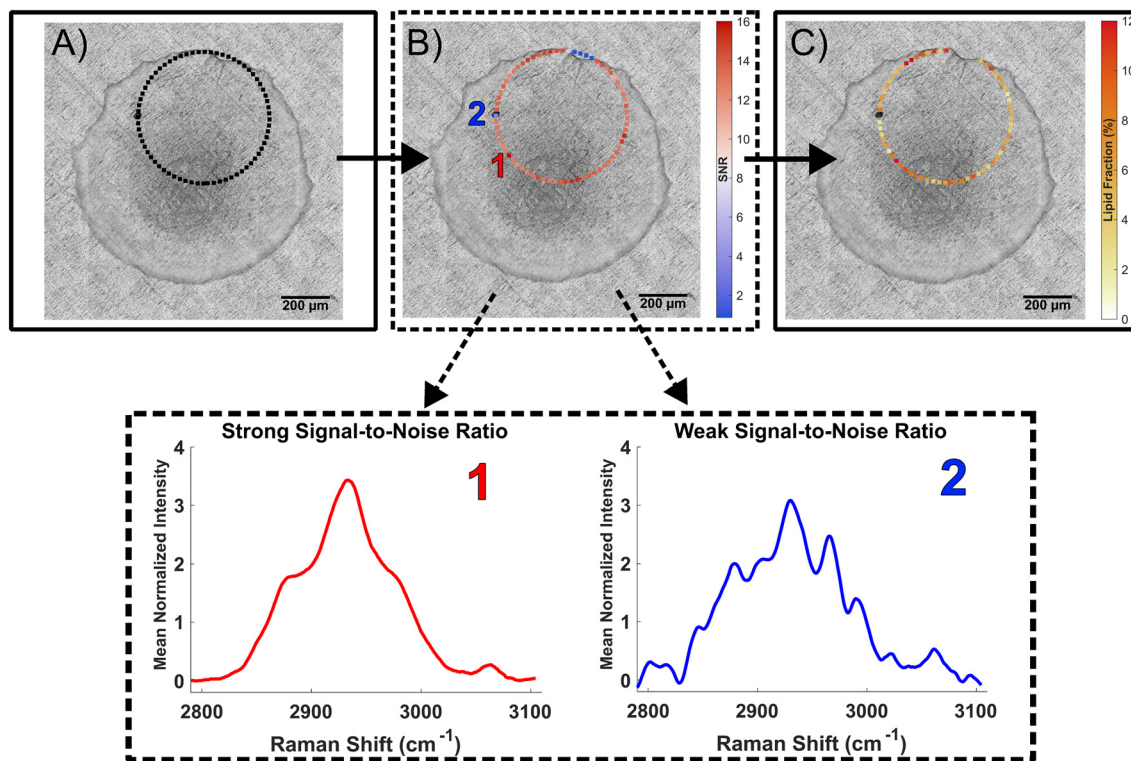 A)
200 µm
B)
2
1
200 µm
16
14
12
10
8
6
4
2
SNR
C)
200 µm
12
10
8
6
4
2
0
Lipid Fraction (%)
Strong Signal-to-Noise Ratio
1
Mean Normalized Intensity
4
3
2
1
0
2800
2900
3000
3100
Raman Shift (cm⁻¹)
Weak Signal-to-Noise Ratio
2
Mean Normalized Intensity
4
3
2
1
0
2800
2900
3000
3100
Raman Shift (cm⁻¹)